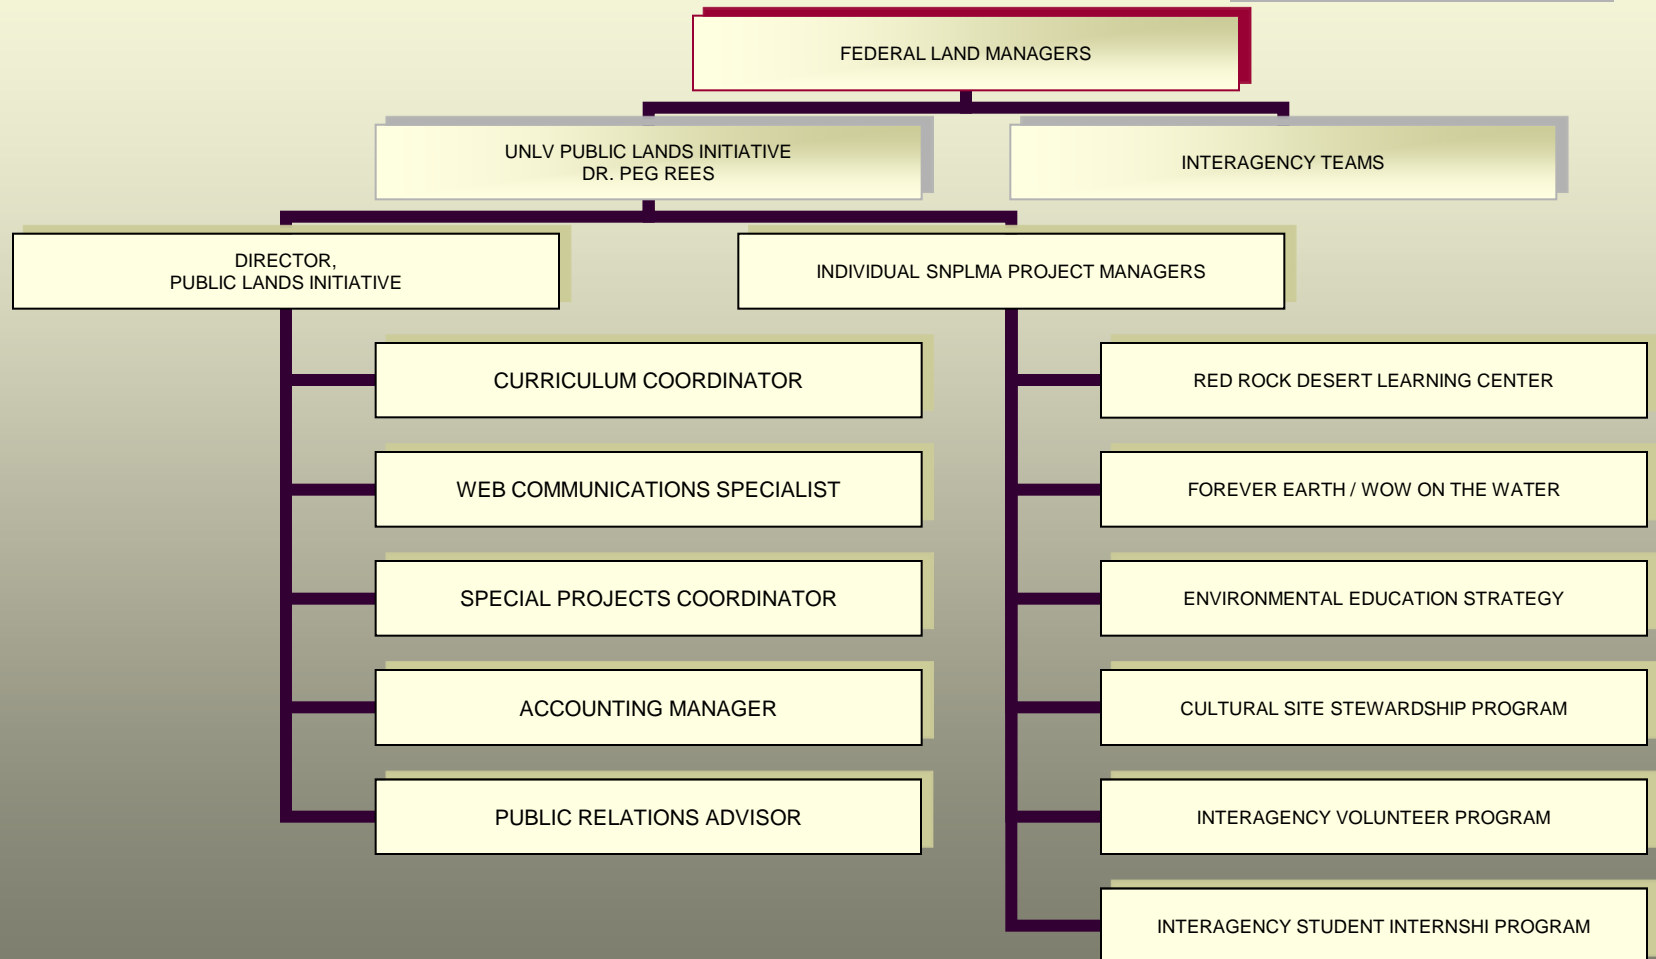 FEDERAL LAND MANAGERS
UNLV PUBLIC LANDS INITIATIVE
DR. PEG REES
INTERAGENCY TEAMS
DIRECTOR,
PUBLIC LANDS INITIATIVE
INDIVIDUAL SNPLMA PROJECT MANAGERS
CURRICULUM COORDINATOR
WEB COMMUNICATIONS SPECIALIST
SPECIAL PROJECTS COORDINATOR
ACCOUNTING MANAGER
PUBLIC RELATIONS ADVISOR
RED ROCK DESERT LEARNING CENTER
FOREVER EARTH / WOW ON THE WATER
ENVIRONMENTAL EDUCATION STRATEGY
CULTURAL SITE STEWARDSHIP PROGRAM
INTERAGENCY VOLUNTEER PROGRAM
INTERAGENCY STUDENT INTERNSHI PROGRAM